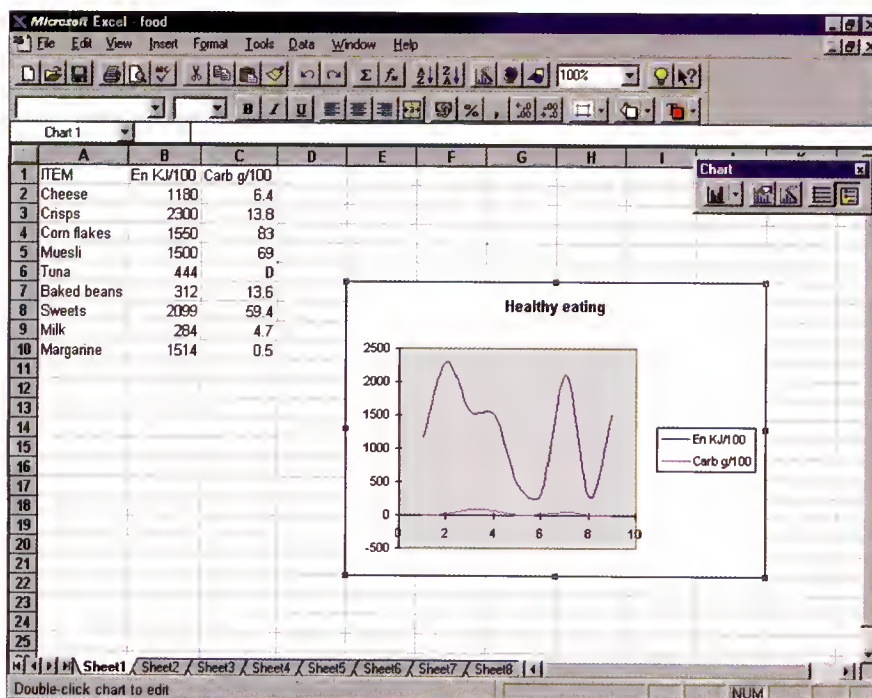 Microsoft Excel - food
File Edit View Insert Format Tools Data Window Help
100%
B I U
Chart 1
A B C D E F G H I
Chart
1 ITEM En KJ/100 Carb g/100
2 Cheese 1180 6.4
3 Crisps 2300 13.8
4 Corn flakes 1550 83
5 Muesli 1500 69
6 Tuna 444 D
7 Baked beans 312 13.6
8 Sweets 2099 59.4
9 Milk 284 4.7
10 Margarine 1514 0.5
11
12
13
14
15
16
17
18
19
20
21
22
23
24
25
Healthy eating
2500
2000
1500
1000
500
0
-500
0 2 4 6 8 10
En KJ/100
Carb g/100
Sheet1 Sheet2 Sheet3 Sheet4 Sheet5 Sheet6 Sheet7 Sheet8
Double-click chart to edit
NUM